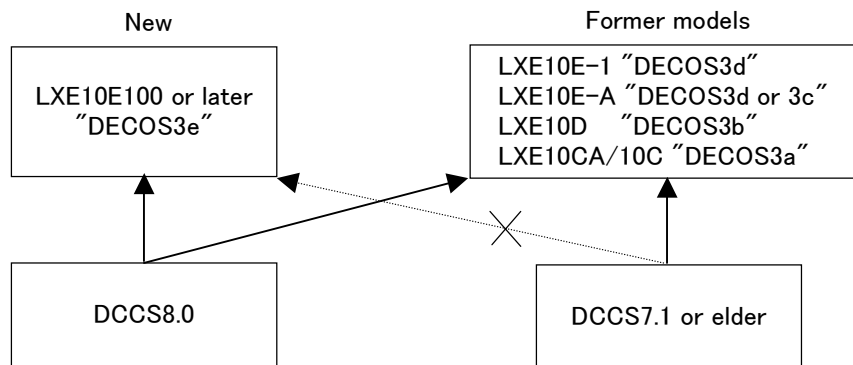 New
Former models
LXE10E100 or later
"DECOS3e"
LXE10E-1 "DECOS3d"
LXE10E-A "DECOS3d or 3c"
LXE10D "DECOS3b"
LXE10CA/10C "DECOS3a"
DCCS8.0
DCCS7.1 or elder